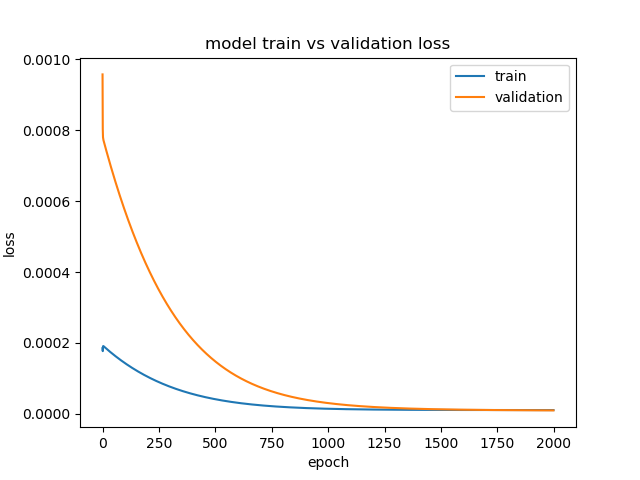 model train vs validation loss
train
validation
loss
0.0010
0.0008
0.0006
0.0004
0.0002
0.0000
0 250 500 750 1000 1250 1500 1750 2000
epoch